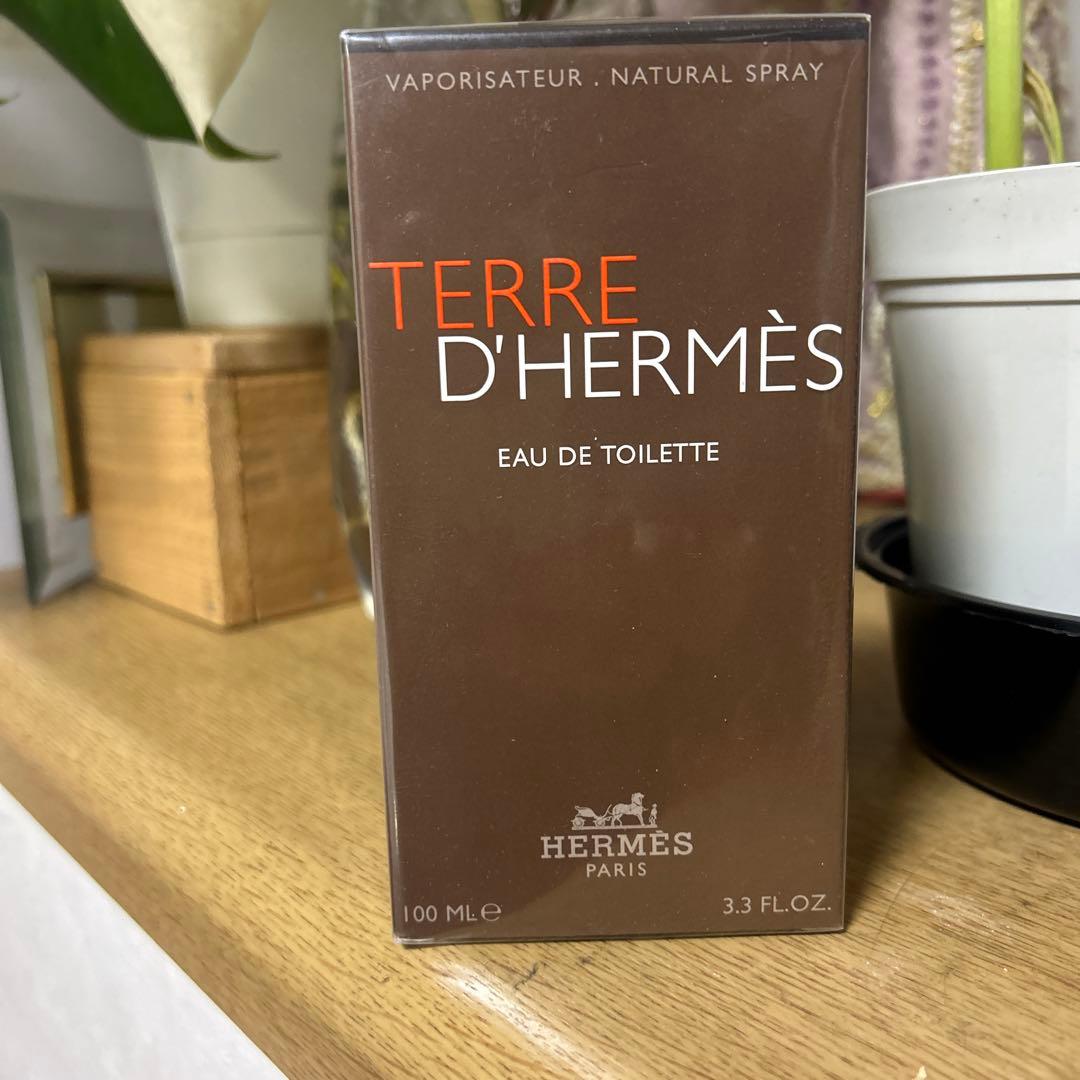 VAPORISATEUR . NATURAL SPRAY
TERRE
D'HERMÈS
EAU DE TOILETTE
HERMÈS
PARIS
100 ML ℮
3.3 FL.OZ.